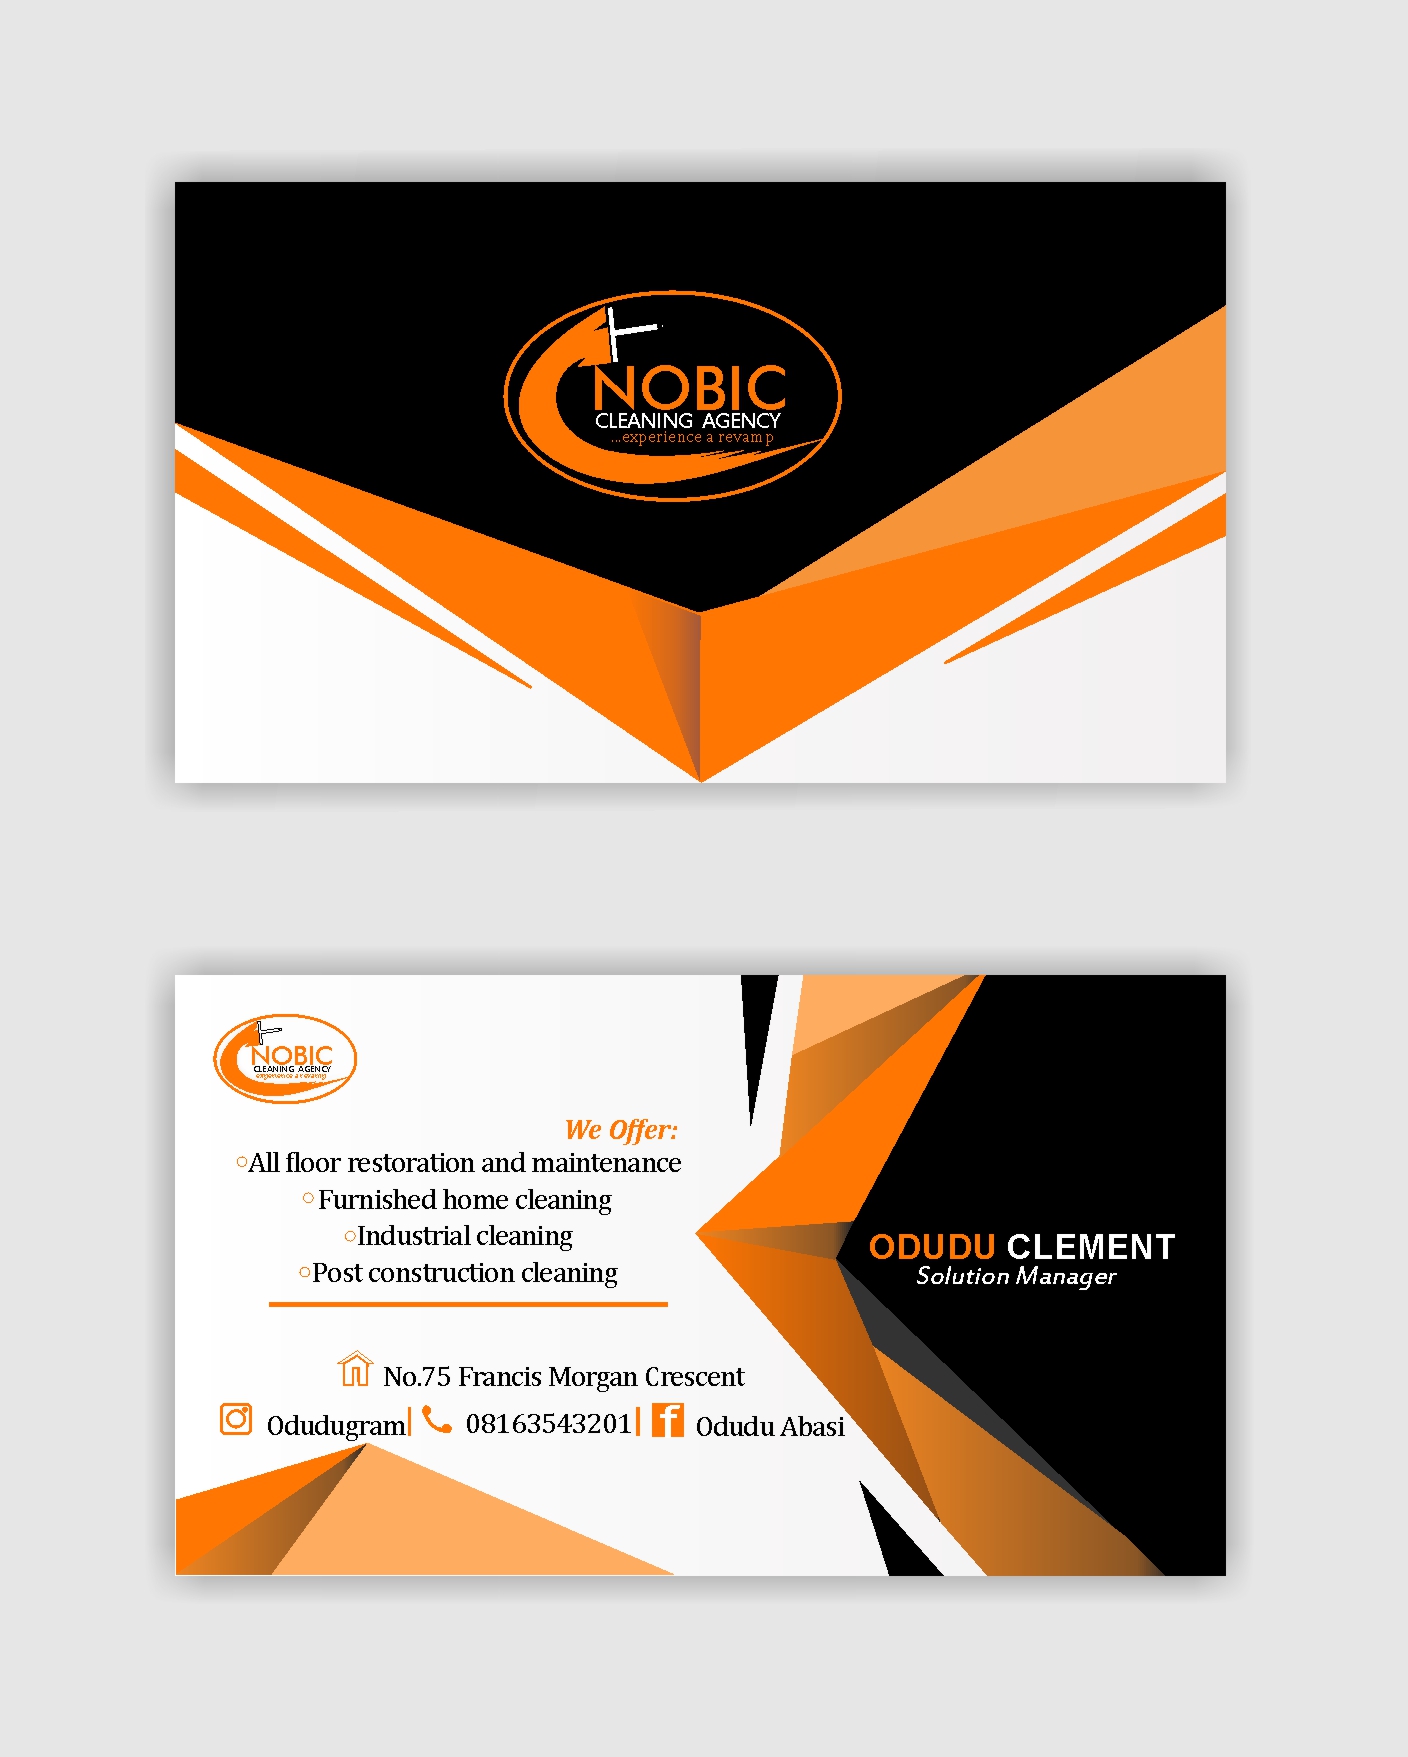 NOBIC
CLEANING AGENCY
...experience a revamp
NOBIC
CLEANING AGENCY
experience a revamp
We Offer:
All floor restoration and maintenance
Furnished home cleaning
Industrial cleaning
Post construction cleaning
ODUDU CLEMENT
Solution Manager
No.75 Francis Morgan Crescent
Odudugram| 08163543201| Odudu Abasi